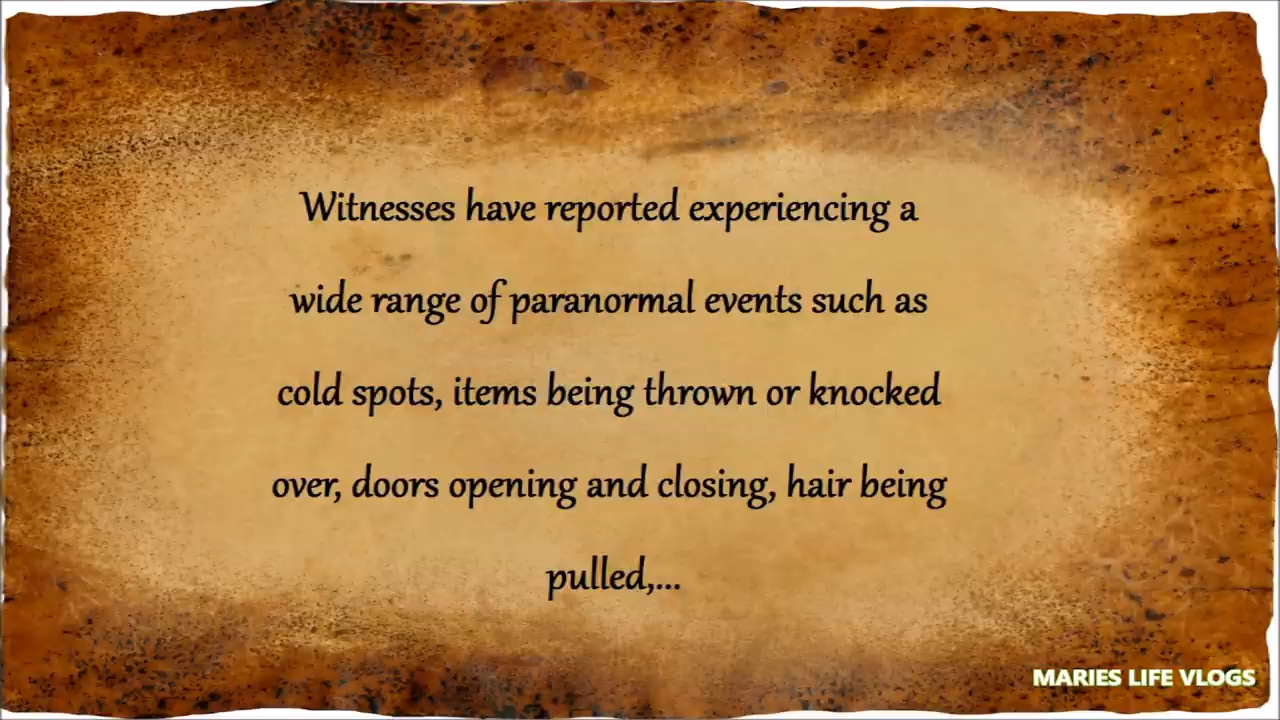 Witnesses have reported experiencing a
wide range of paranormal events such as
cold spots, items being thrown or knocked
over, doors opening and closing, hair being
pulled,...
MARIES LIFE VLOGS